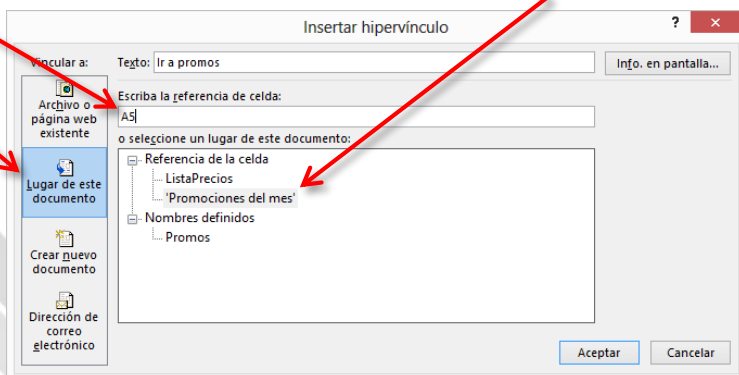 Insertar hipervínculo
?
×
Vincular a:
Texto: Ir a promos
Info. en pantalla...
Archivo o
página web
existente
Escriba la referencia de celda:
A5
o seleccione un lugar de este documento:
Lugar de este
documento
Referencia de la celda
ListaPrecios
'Promociones del mes'
Nombres definidos
Promos
Crear nuevo
documento
Dirección de
correo
electrónico
Aceptar
Cancelar